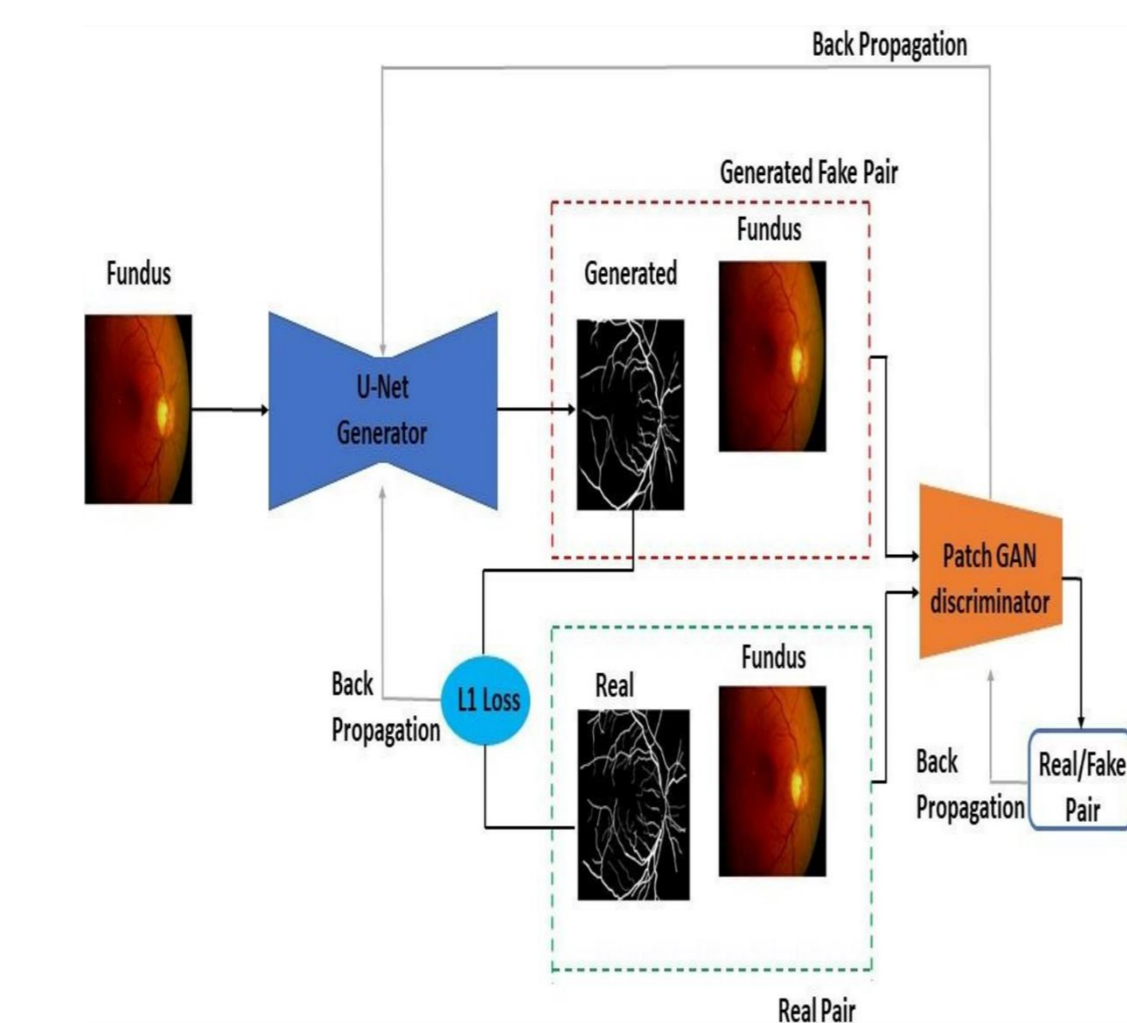 Back Propagation
Generated Fake Pair
Fundus
Fundus
Generated
U-Net
Generator
Patch GAN
discriminator
Fundus
Real
Back
Propagation
L1 Loss
Back
Propagation
Real/Fake
Pair
Real Pair